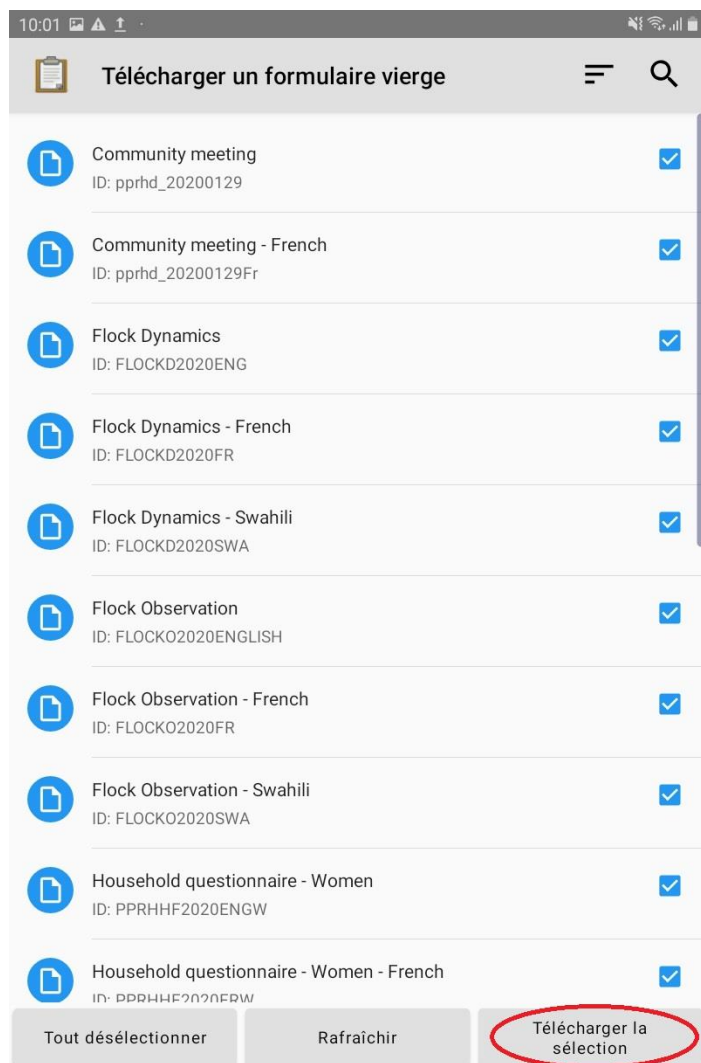 10:01
Télécharger un formulaire vierge
Community meeting
ID: pprhd_20200129
Community meeting - French
ID: pprhd_20200129Fr
Flock Dynamics
ID: FLOCKD2020ENG
Flock Dynamics - French
ID: FLOCKD2020FR
Flock Dynamics - Swahili
ID: FLOCKD2020SWA
Flock Observation
ID: FLOCKO2020ENGLISH
Flock Observation - French
ID: FLOCKO2020FR
Flock Observation - Swahili
ID: FLOCKO2020SWA
Household questionnaire - Women
ID: PPRHHF2020ENGW
Household questionnaire - Women - French
ID: PPRHHF2020FRW
Tout désélectionner
Rafraîchir
Télécharger la
sélection